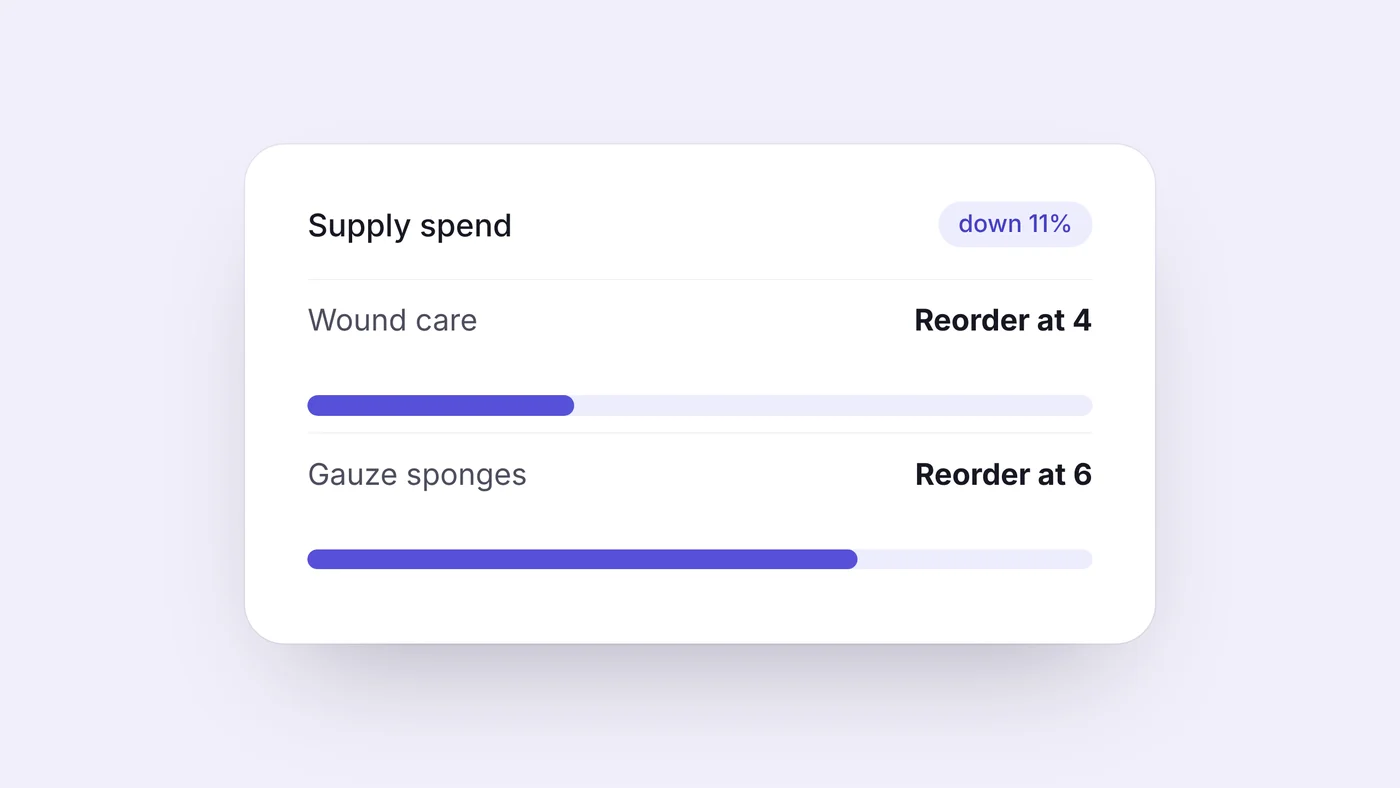 Supply spend
down 11%
Wound care
Reorder at 4
Gauze sponges
Reorder at 6